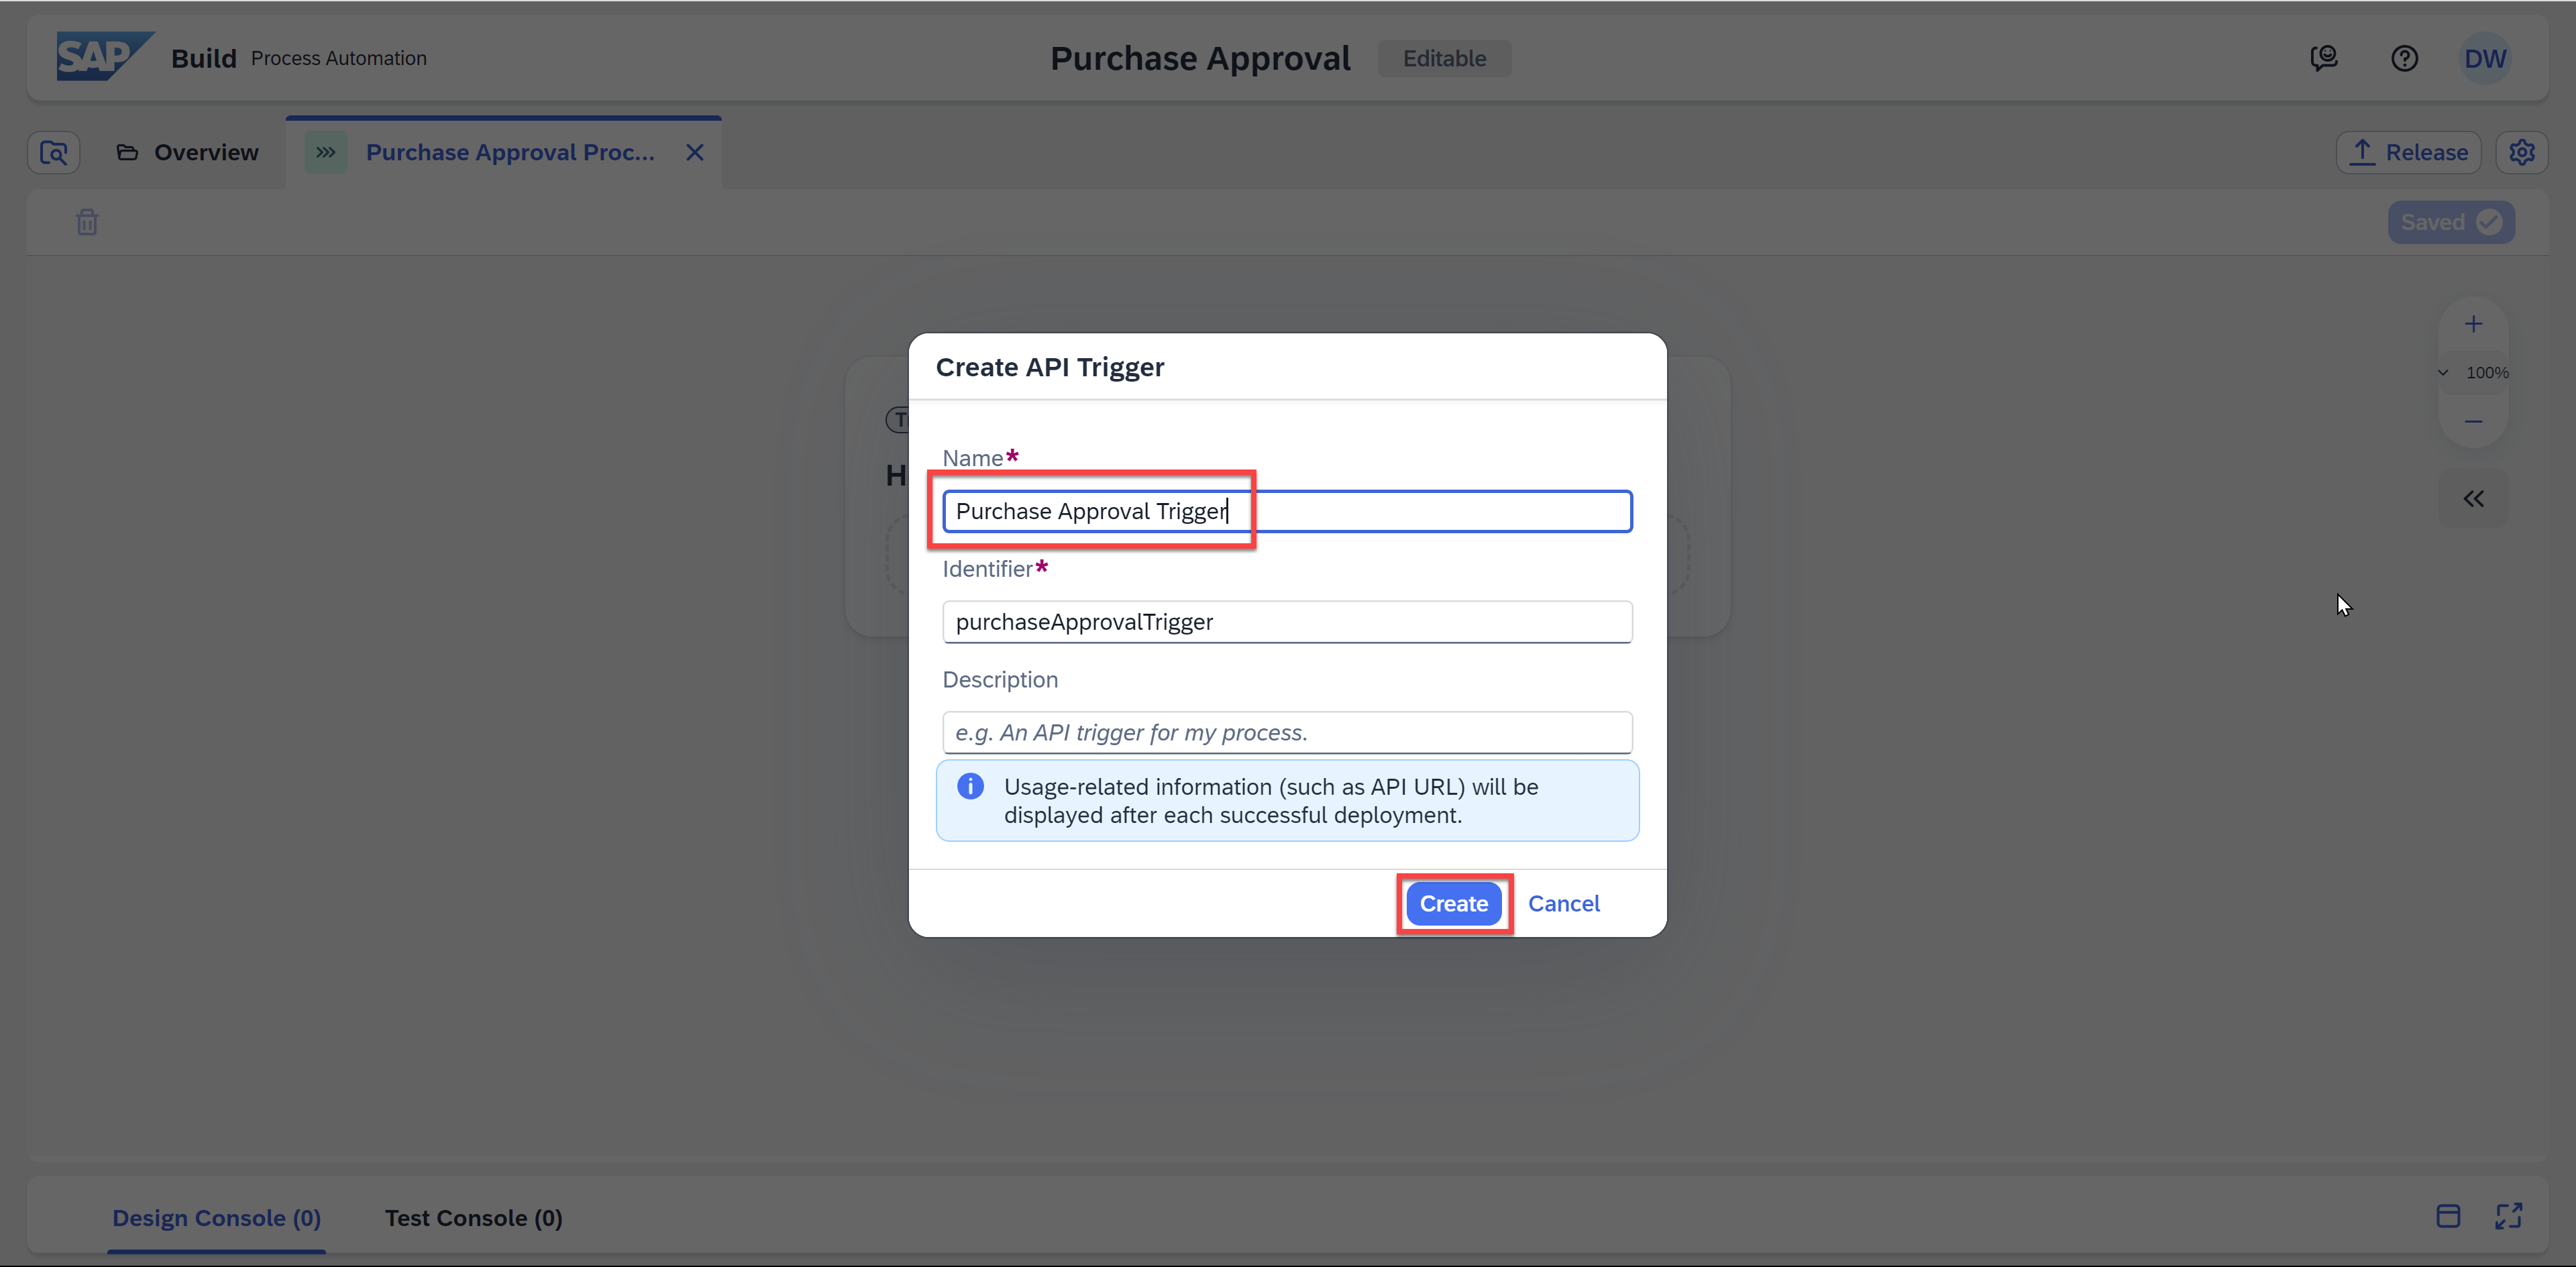 SAP Build Process Automation
Purchase Approval Editable
DW
Overview
Purchase Approval Proc...
Release
Saved
100%
Create API Trigger
Name*
Purchase Approval Trigger
Identifier*
purchaseApprovalTrigger
Description
e.g. An API trigger for my process.
Usage-related information (such as API URL) will be
displayed after each successful deployment.
Create Cancel
Design Console (0) Test Console (0)